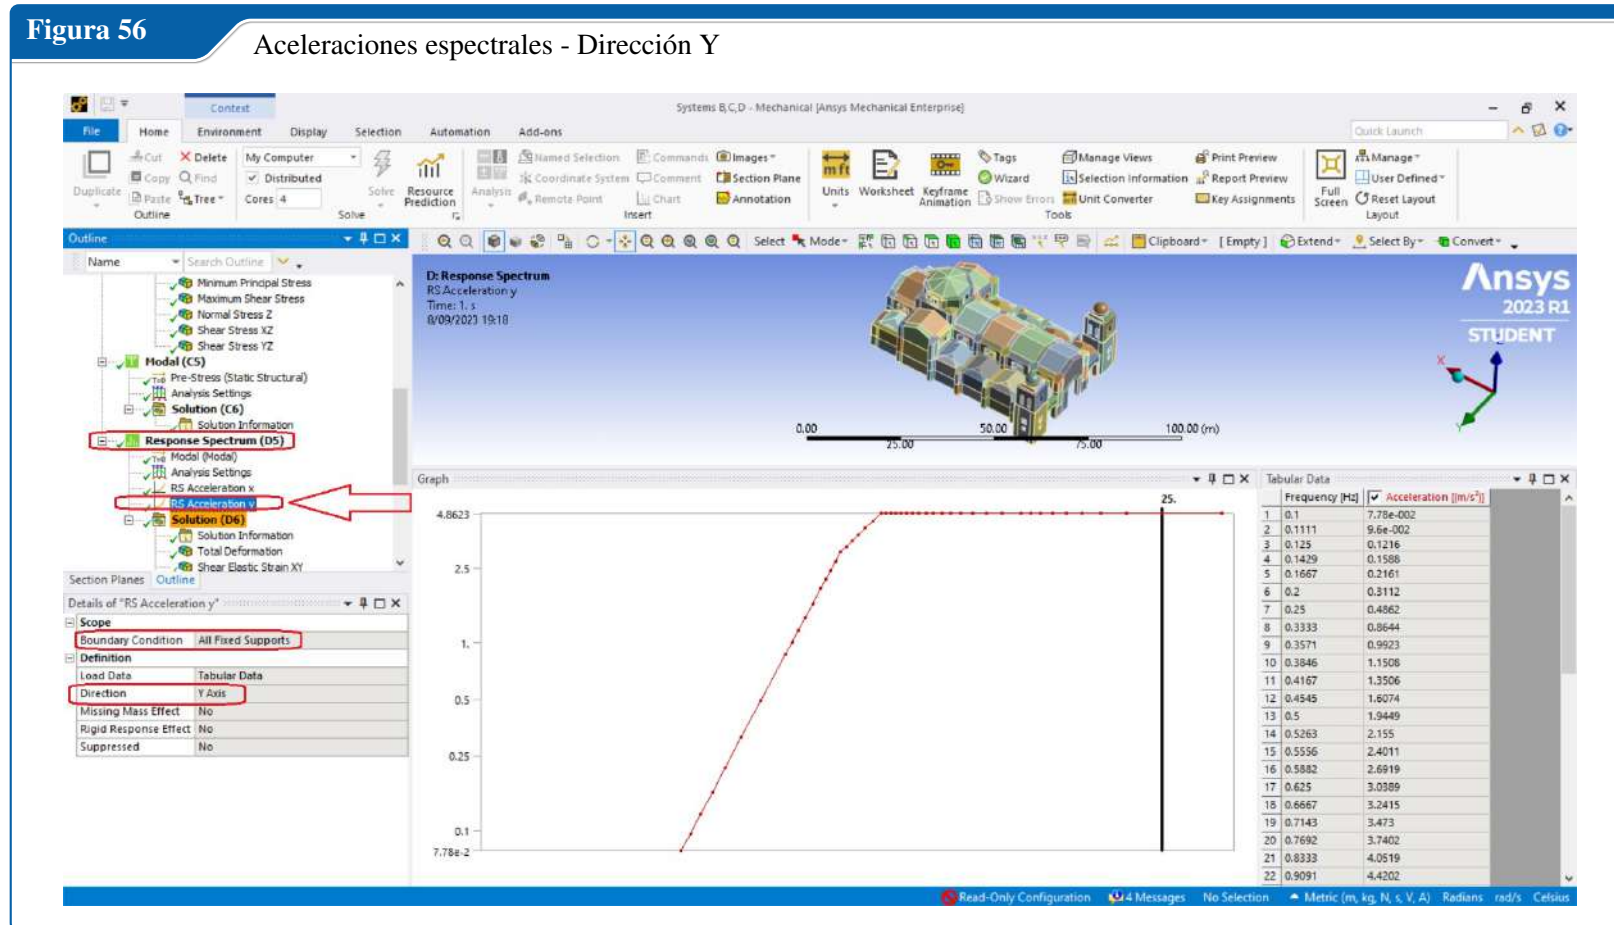 Figura 56
Aceleraciones espectrales - Dirección Y
Context
Systems B,C,D - Mechanical [Ansys Mechanical Enterprise]
File Home Environment Display Selection Automation Add-ons Quick Launch
Cut Delete My Computer Named Selection Commands Images Tags Manage Views Print Preview Manage
Duplicate Copy Find Distributed Solve Resource Prediction Analysis Coordinate System Comment Section Plane Units Worksheet Keyframe Animation Wizard Selection Information Report Preview Full Screen User Defined
Paste Tree Cores 4 Remote Point Chart Annotation Show Errors Unit Converter Key Assignments Reset Layout
Outline Solve Insert Tools Layout
Outline
Select Mode Clipboard [ Empty ] Extend Select By Convert
Name Search Outline
Minimum Principal Stress
Maximum Shear Stress
Normal Stress Z
Shear Stress XZ
Shear Stress YZ
Modal (C5)
Pre-Stress (Static Structural)
Analysis Settings
Solution (C6)
Solution Information
Response Spectrum (D5)
Modal (Modal)
Analysis Settings
RS Acceleration x
RS Acceleration y
Solution (D6)
Solution Information
Total Deformation
Shear Elastic Strain XY
Section Planes Outline
Details of "RS Acceleration y"
Scope
Boundary Condition All Fixed Supports
Definition
Load Data Tabular Data
Direction Y Axis
Missing Mass Effect No
Rigid Response Effect No
Suppressed No
D: Response Spectrum
RS Acceleration y
Time: 1. s
8/09/2023 19:18
Ansys
2023 R1
STUDENT
Z
X
Y
0.00 50.00 100.00 (m)
25.00 75.00
Graph
25.
4.8623
2.5
1.
0.5
0.25
0.1
7.78e-2
Tabular Data
Frequency [Hz] Acceleration [(m/s²)]
1 0.1 7.78e-002
2 0.1111 9.6e-002
3 0.125 0.1216
4 0.1429 0.1588
5 0.1667 0.2161
6 0.2 0.3112
7 0.25 0.4862
8 0.3333 0.8644
9 0.3571 0.9923
10 0.3846 1.1508
11 0.4167 1.3506
12 0.4545 1.6074
13 0.5 1.9449
14 0.5263 2.155
15 0.5556 2.4011
16 0.5882 2.6919
17 0.625 3.0389
18 0.6667 3.2415
19 0.7143 3.473
20 0.7692 3.7402
21 0.8333 4.0519
22 0.9091 4.4202
Read-Only Configuration 4 Messages No Selection Metric (m, kg, N, s, V, A) Radians rad/s Celsius